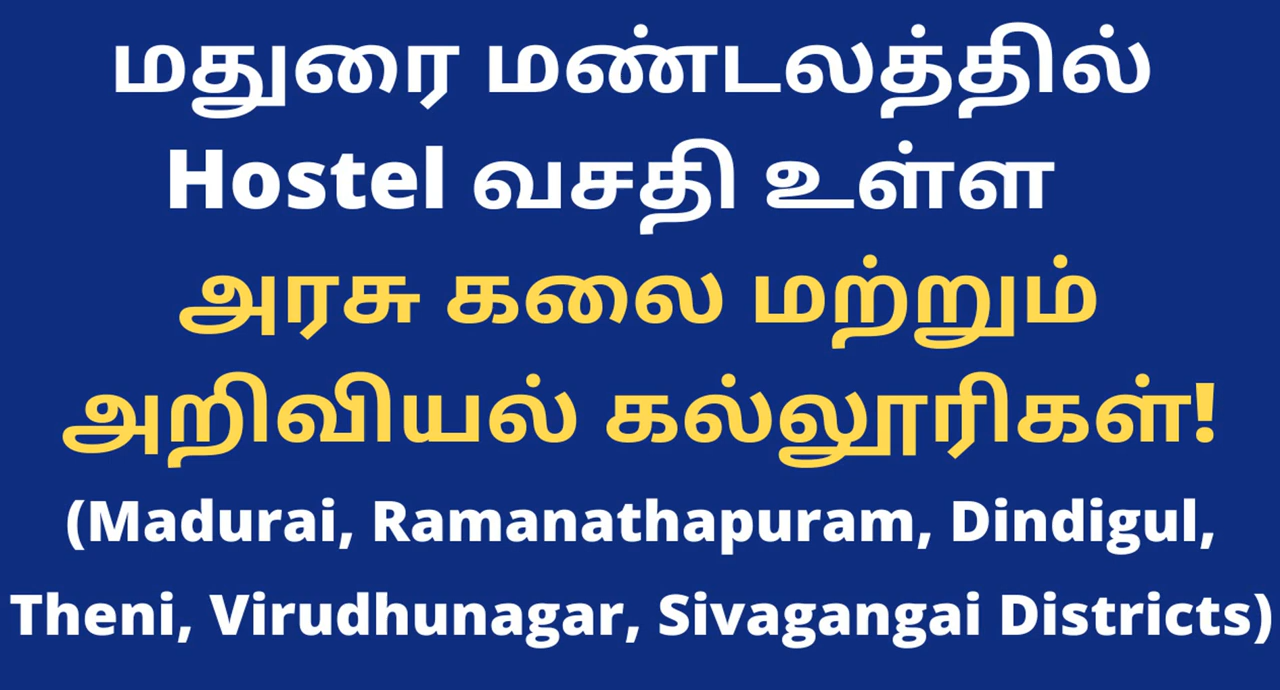 மதுரை மண்டலத்தில்
Hostel வசதி உள்ள
அரசு கலை மற்றும்
அறிவியல் கல்லூரிகள்!
(Madurai, Ramanathapuram, Dindigul,
Theni, Virudhunagar, Sivagangai Districts)